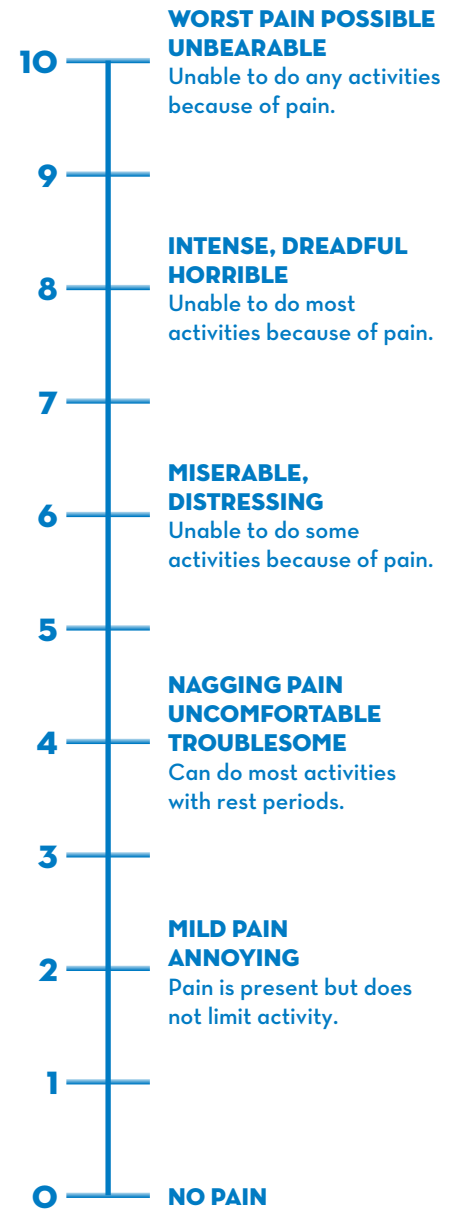 WORST PAIN POSSIBLE
UNBEARABLE
10
Unable to do any activities
because of pain.
9
INTENSE, DREADFUL
HORRIBLE
8
Unable to do most
activities because of pain.
7
MISERABLE,
DISTRESSING
6
Unable to do some
activities because of pain.
5
NAGGING PAIN
UNCOMFORTABLE
4
TROUBLESOME
Can do most activities
with rest periods.
3
MILD PAIN
ANNOYING
2
Pain is present but does
not limit activity.
1
0
NO PAIN